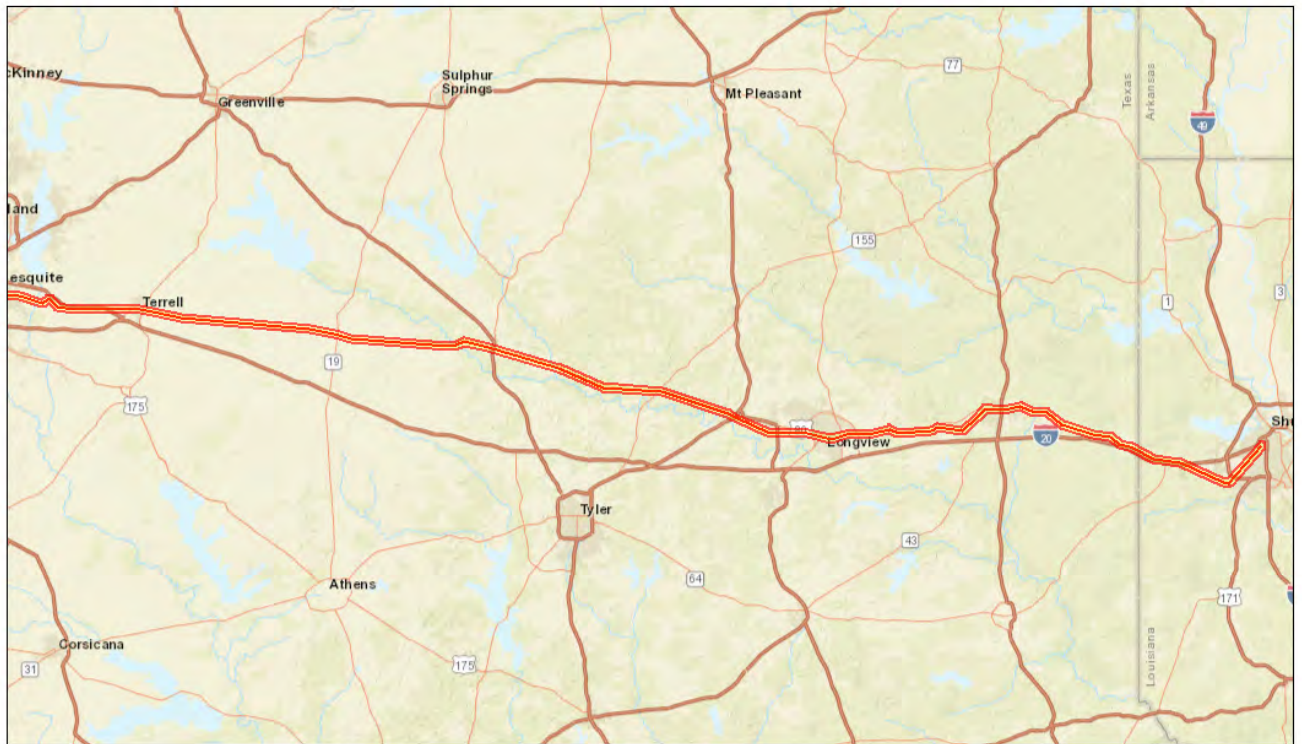 cKinney
Sulphur
Springs
77
Texas
Arkansas
Greenville
Mt Pleasant
49
land
155
esquite
Terrell
1
3
19
175
Longview
20
Shr
Tyler
43
Athens
64
171
Corsicana
31
175
Louisiana